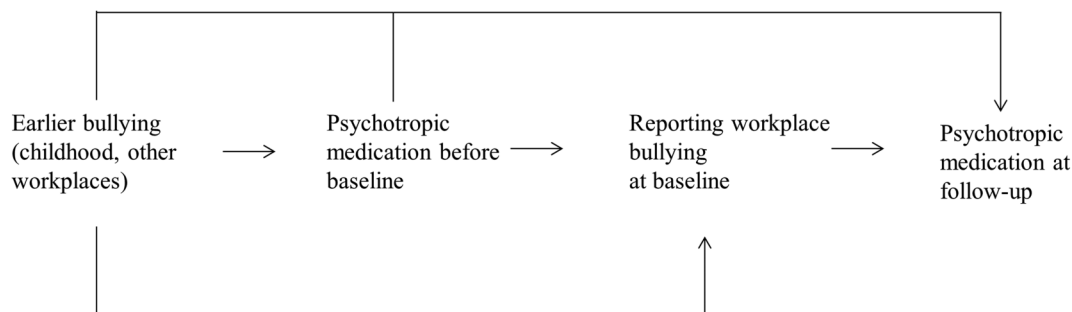 Earlier bullying
(childhood, other
workplaces)
Psychotropic
medication before
baseline
Reporting workplace
bullying
at baseline
Psychotropic
medication at
follow-up